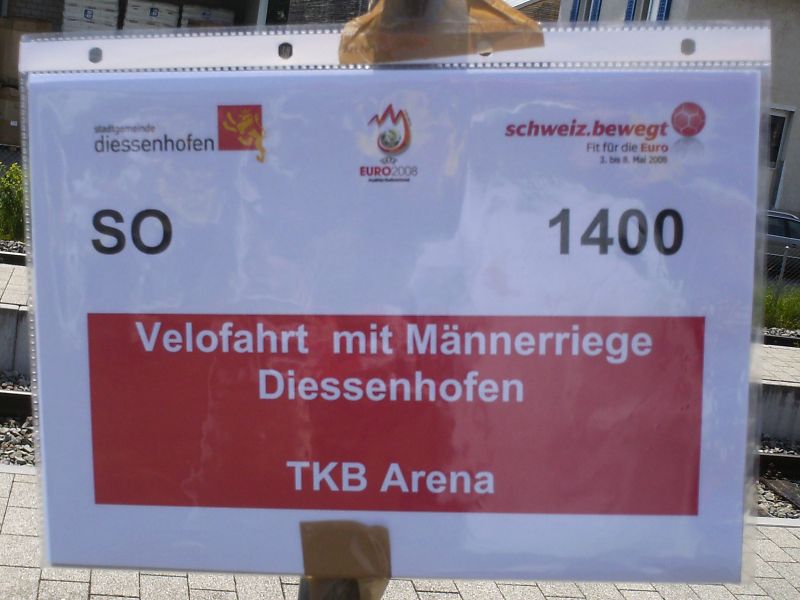 stadtgemeinde
diessenhofen
EURO2008
schweiz.bewegt
Fit für die Euro
3. bis 8. Mai 2008
SO 1400
Velofahrt mit Männerriege
Diessenhofen
TKB Arena